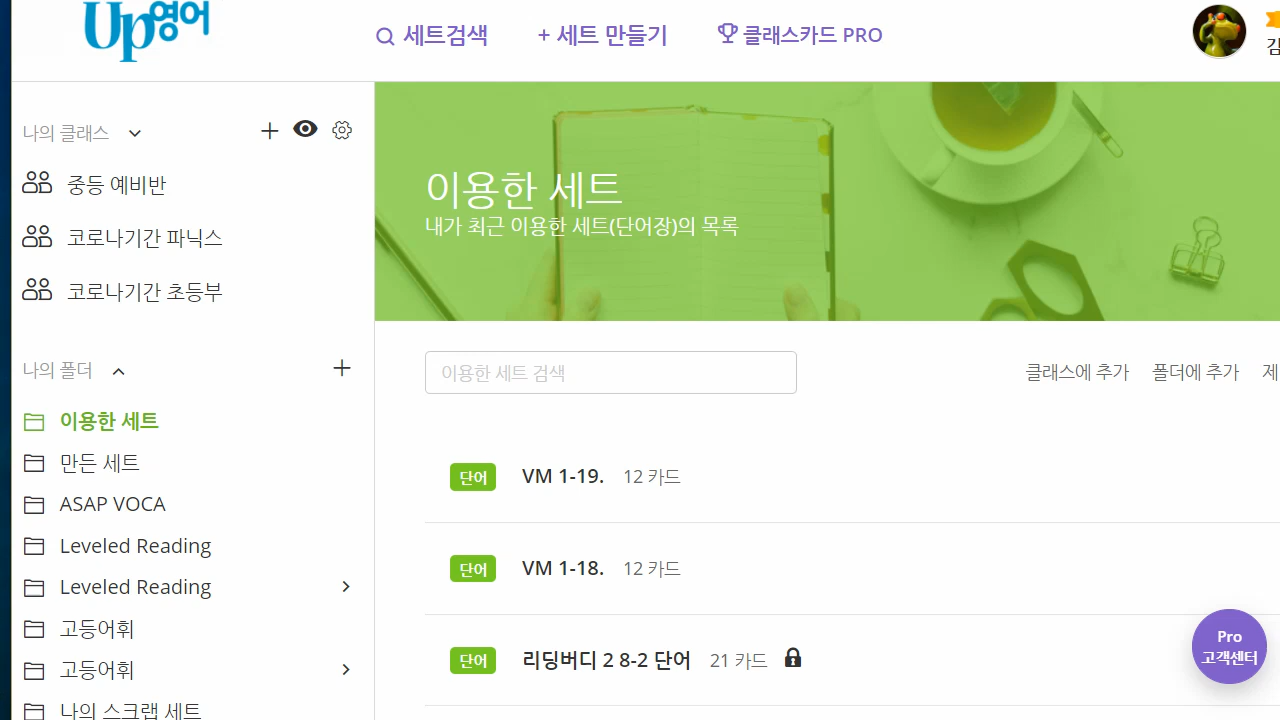 Up영어
세트검색
+ 세트 만들기
클래스카드 PRO
김
나의 클래스
중등 예비반
코로나기간 파닉스
코로나기간 초등부
나의 폴더
이용한 세트
만든 세트
ASAP VOCA
Leveled Reading
Leveled Reading
고등어휘
고등어휘
나의 스크랩 세트
이용한 세트
내가 최근 이용한 세트(단어장)의 목록
이용한 세트 검색
클래스에 추가 폴더에 추가 제
단어 VM 1-19. 12 카드
단어 VM 1-18. 12 카드
단어 리딩버디 2 8-2 단어 21 카드
Pro
고객센터